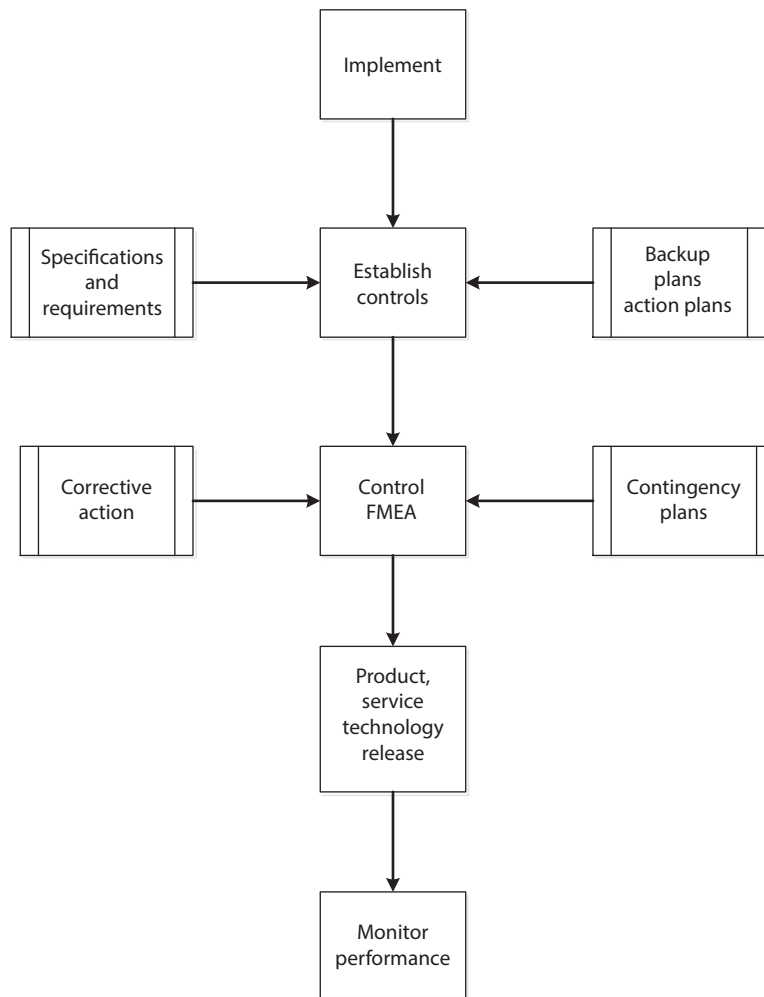 Implement
Specifications
and
requirements
Establish
controls
Backup
plans
action plans
Corrective
action
Control
FMEA
Contingency
plans
Product,
service
technology
release
Monitor
performance